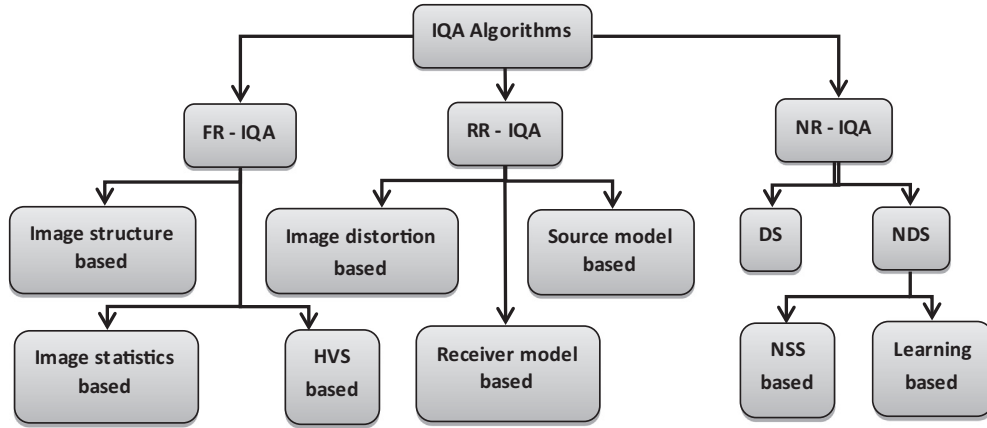 IQA Algorithms
FR - IQA
RR - IQA
NR - IQA
Image structure
based
Image distortion
based
Source model
based
DS
NDS
Image statistics
based
HVS
based
Receiver model
based
NSS
based
Learning
based